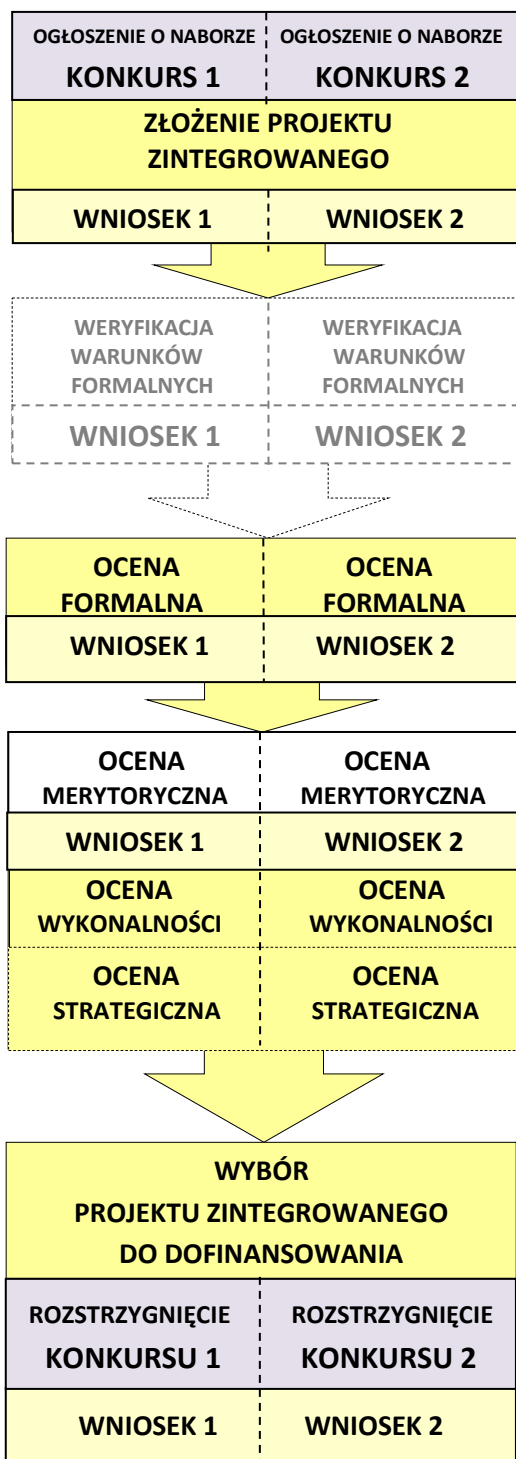 OGŁOSZENIE O NABORZE OGŁOSZENIE O NABORZE
KONKURS 1 KONKURS 2
ZŁOŻENIE PROJEKTU
ZINTEGROWANEGO
WNIOSEK 1 WNIOSEK 2
WERYFIKACJA WERYFIKACJA
WARUNKÓW WARUNKÓW
FORMALNYCH FORMALNYCH
WNIOSEK 1 WNIOSEK 2
OCENA OCENA
FORMALNA FORMALNA
WNIOSEK 1 WNIOSEK 2
OCENA OCENA
MERYTORYCZNA MERYTORYCZNA
WNIOSEK 1 WNIOSEK 2
OCENA OCENA
WYKONALNOŚCI WYKONALNOŚCI
OCENA OCENA
STRATEGICZNA STRATEGICZNA
WYBÓR
PROJEKTU ZINTEGROWANEGO
DO DOFINANSOWANIA
ROZSTRZYGNIĘCIE ROZSTRZYGNIĘCIE
KONKURSU 1 KONKURSU 2
WNIOSEK 1 WNIOSEK 2